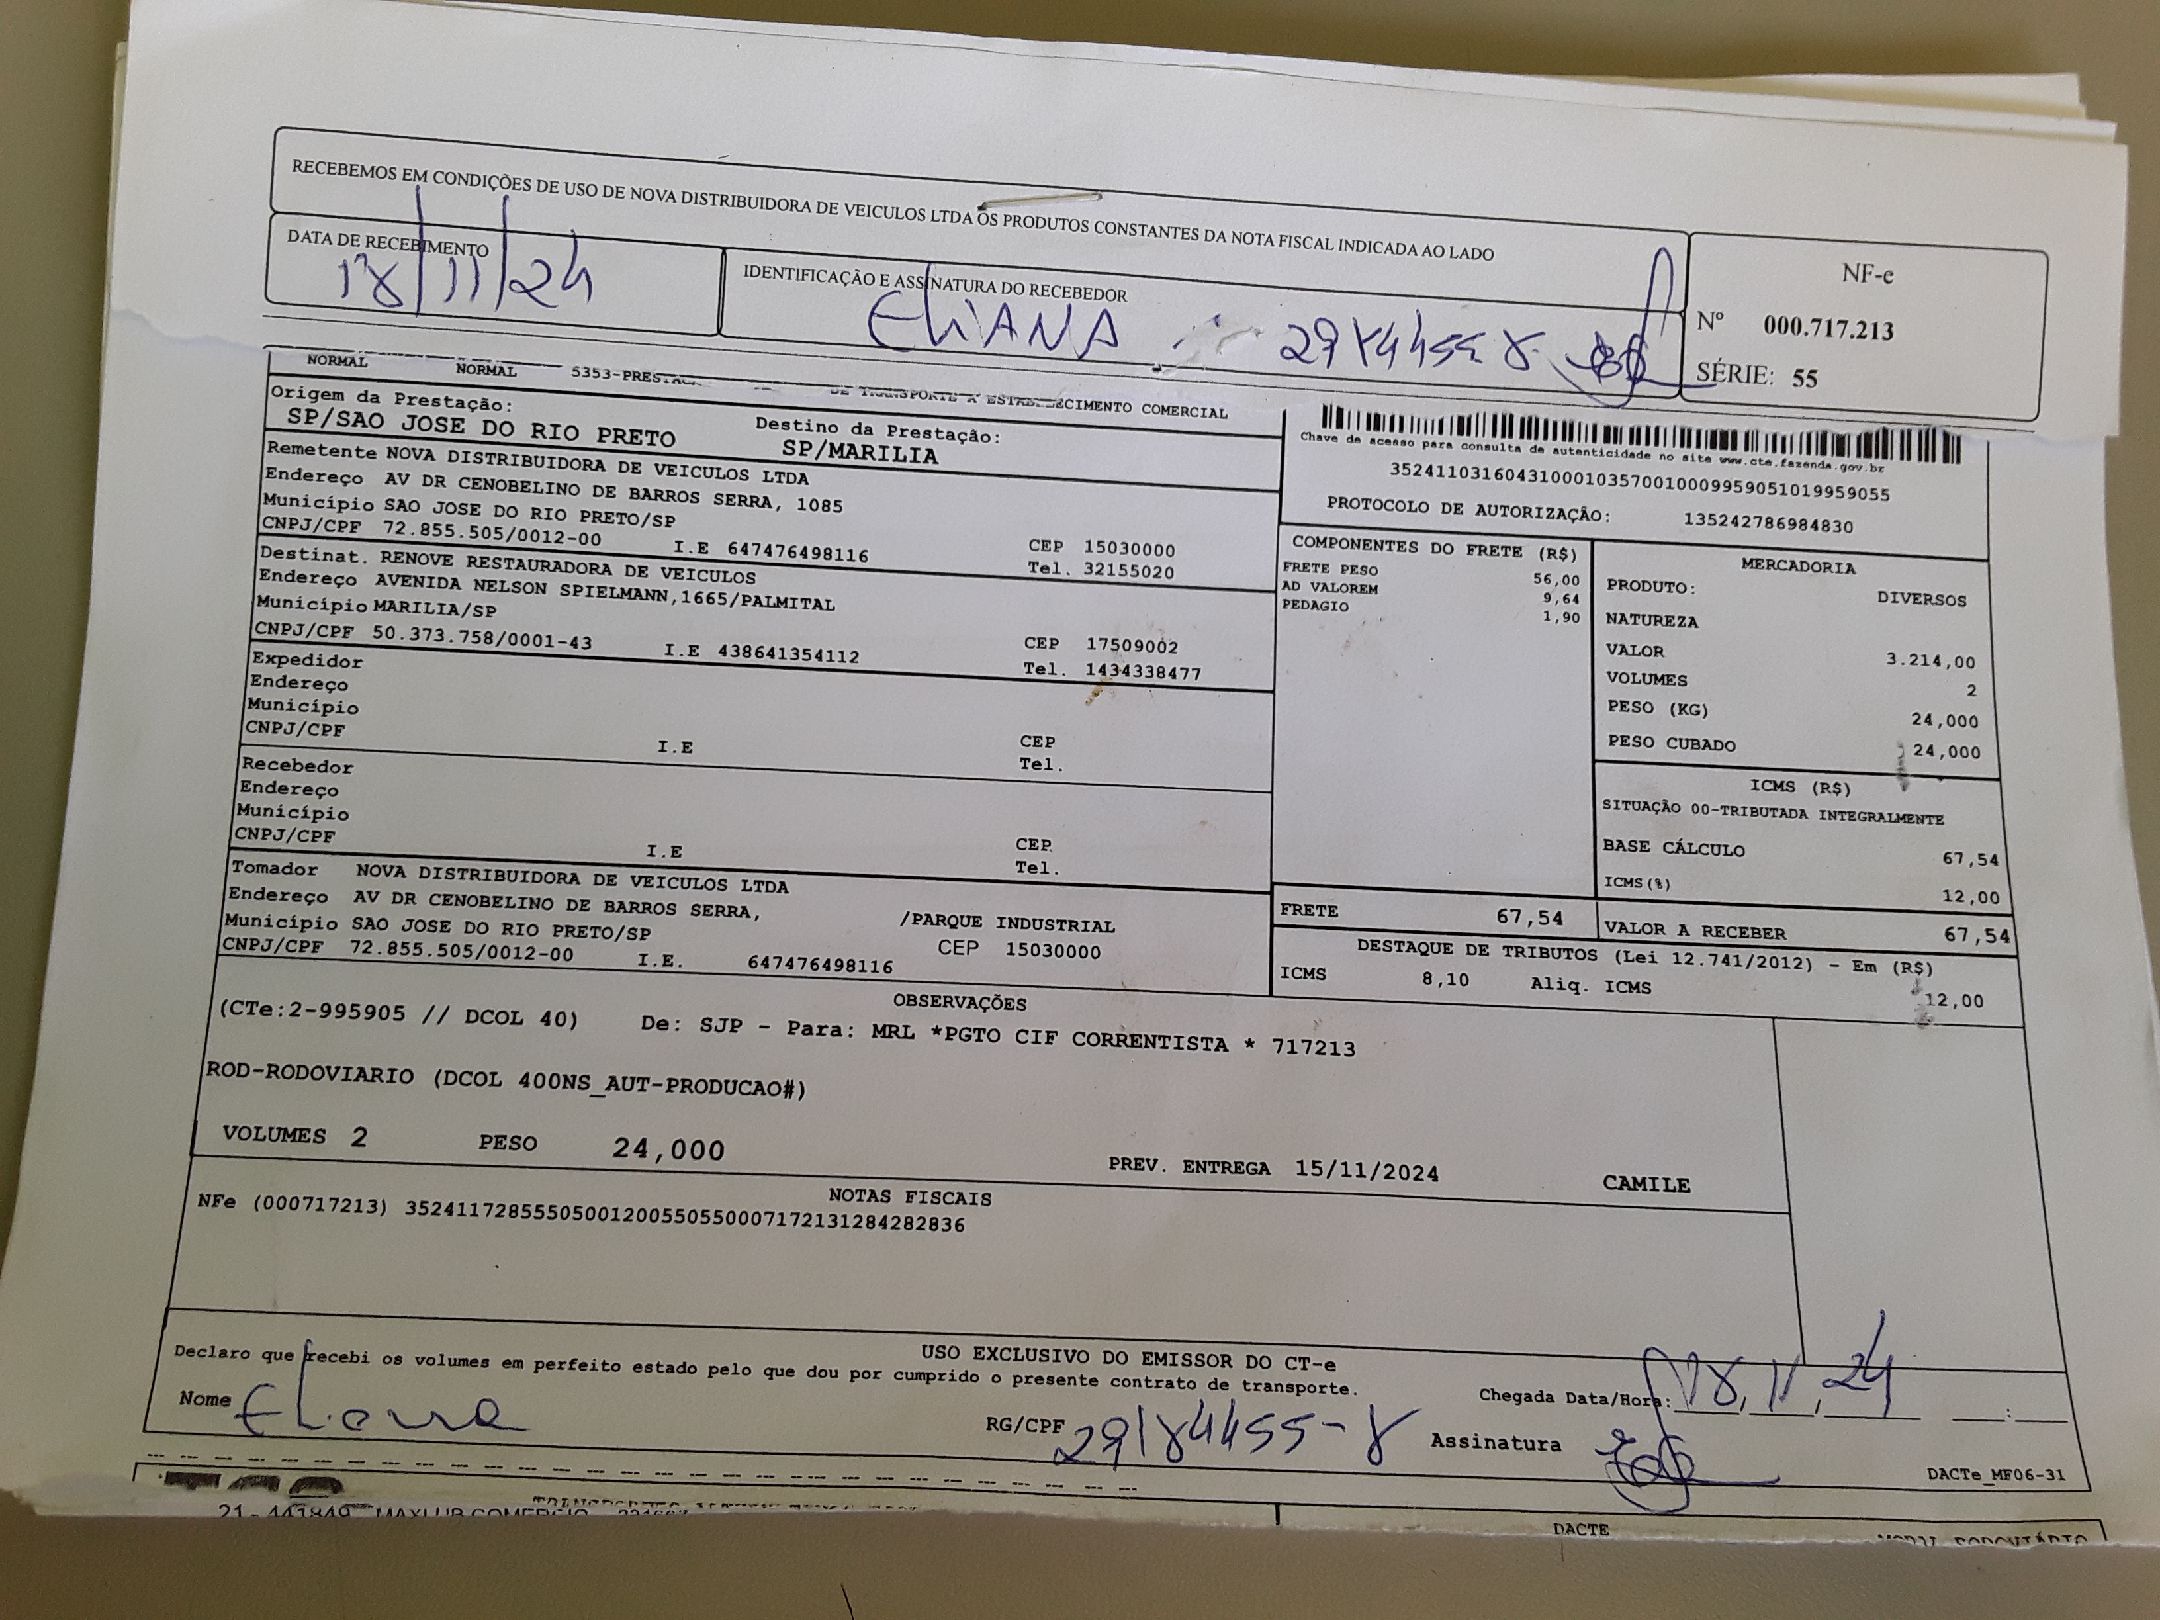 RECEBEMOS EM CONDIÇÕES DE USO DE NOVA DISTRIBUIDORA DE VEICULOS LTDA OS PRODUTOS CONSTANTES DA NOTA FISCAL INDICADA AO LADO
DATA DE RECEBIMENTO
18/11/24
IDENTIFICAÇÃO E ASSINATURA DO RECEBEDOR
ELIANA
NF-e
Nº 000.717.213
SÉRIE: 55
NORMAL NORMAL 5353-PRESTAC
DE TRANSPORTE A ESTABELECIMENTO COMERCIAL
Origem da Prestação:
SP/SAO JOSE DO RIO PRETO
Destino da Prestação:
SP/MARILIA
Remetente NOVA DISTRIBUIDORA DE VEICULOS LTDA
Endereço AV DR CENOBELINO DE BARROS SERRA, 1085
Município SAO JOSE DO RIO PRETO/SP CEP 15030000
CNPJ/CPF 72.855.505/0012-00 I.E 647476498116 Tel. 32155020
Destinat. RENOVE RESTAURADORA DE VEICULOS
Endereço AVENIDA NELSON SPIELMANN,1665/PALMITAL
Município MARILIA/SP CEP 17509002
CNPJ/CPF 50.373.758/0001-43 I.E 438641354112 Tel. 1434338477
Expedidor
Endereço
Município CEP
CNPJ/CPF I.E Tel.
Recebedor
Endereço
Município CEP
CNPJ/CPF I.E Tel.
Tomador NOVA DISTRIBUIDORA DE VEICULOS LTDA
Endereço AV DR CENOBELINO DE BARROS SERRA, /PARQUE INDUSTRIAL
Município SAO JOSE DO RIO PRETO/SP CEP 15030000
CNPJ/CPF 72.855.505/0012-00 I.E. 647476498116
Chave de acesso para consulta de autenticidade no site www.cte.fazenda.gov.br
35241103160431000103570010009959051019959055
PROTOCOLO DE AUTORIZAÇÃO: 135242786984830
COMPONENTES DO FRETE (R$)
FRETE PESO 56,00
AD VALOREM 9,64
PEDAGIO 1,90
MERCADORIA
PRODUTO: DIVERSOS
NATUREZA
VALOR 3.214,00
VOLUMES 2
PESO (KG) 24,000
PESO CUBADO 24,000
ICMS (R$)
SITUAÇÃO 00-TRIBUTADA INTEGRALMENTE
BASE CÁLCULO 67,54
ICMS(%) 12,00
FRETE 67,54 VALOR A RECEBER 67,54
DESTAQUE DE TRIBUTOS (Lei 12.741/2012) - Em (R$)
ICMS 8,10 Aliq. ICMS 12,00
OBSERVAÇÕES
(CTe:2-995905 // DCOL 40) De: SJP - Para: MRL *PGTO CIF CORRENTISTA * 717213
ROD-RODOVIARIO (DCOL 400NS_AUT-PRODUCAO#)
VOLUMES 2 PESO 24,000 PREV. ENTREGA 15/11/2024 CAMILE
NOTAS FISCAIS
NFe (000717213) 35241172855505001200550550007172131284282836
USO EXCLUSIVO DO EMISSOR DO CT-e
Declaro que recebi os volumes em perfeito estado pelo que dou por cumprido o presente contrato de transporte.
Nome Eliana RG/CPF 29184455-8 Assinatura
Chegada Data/Hora: 18, 11, 24 :
DACTe_MF06-31
21 - 441849 MAXLUB COMERCIO
DACTE